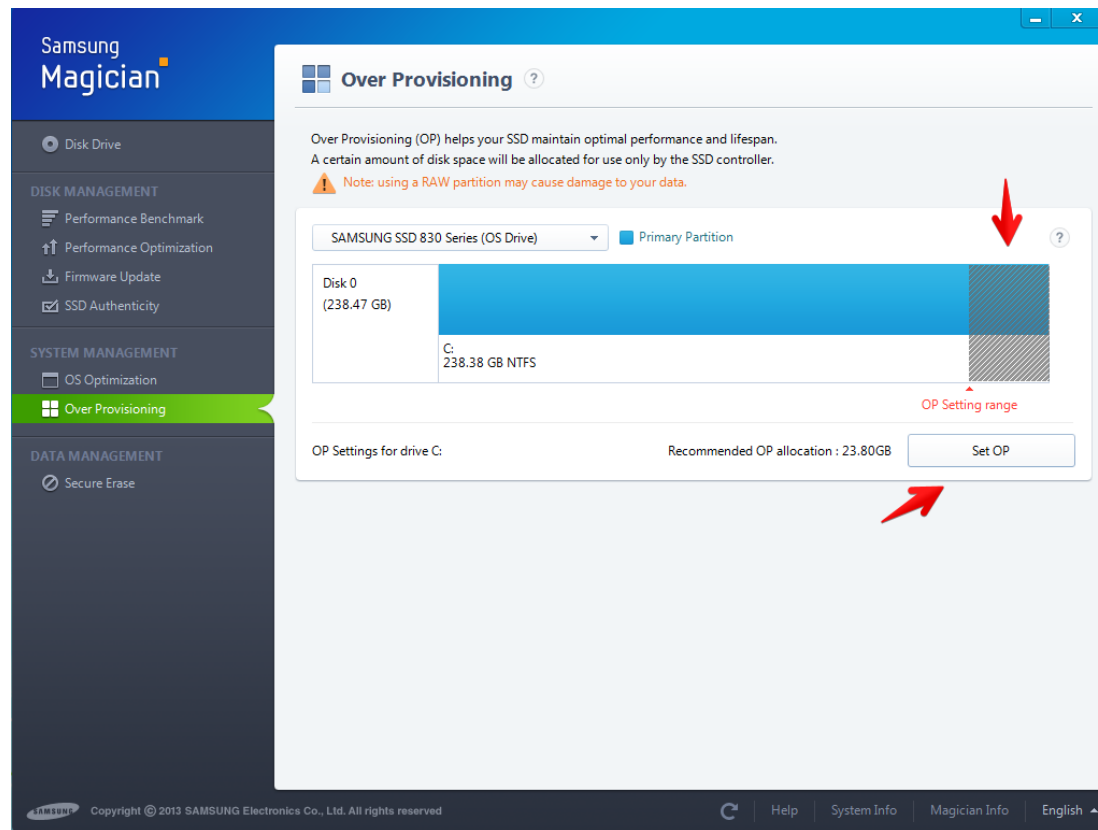 Samsung
Magician
Over Provisioning ?
Disk Drive
DISK MANAGEMENT
Performance Benchmark
Performance Optimization
Firmware Update
SSD Authenticity
SYSTEM MANAGEMENT
OS Optimization
Over Provisioning
DATA MANAGEMENT
Secure Erase
Over Provisioning (OP) helps your SSD maintain optimal performance and lifespan.
A certain amount of disk space will be allocated for use only by the SSD controller.
Note: using a RAW partition may cause damage to your data.
SAMSUNG SSD 830 Series (OS Drive)
Primary Partition
?
Disk 0
(238.47 GB)
C:
238.38 GB NTFS
OP Setting range
OP Settings for drive C:
Recommended OP allocation : 23.80GB
Set OP
SAMSUNG
Copyright © 2013 SAMSUNG Electronics Co., Ltd. All rights reserved
Help
System Info
Magician Info
English